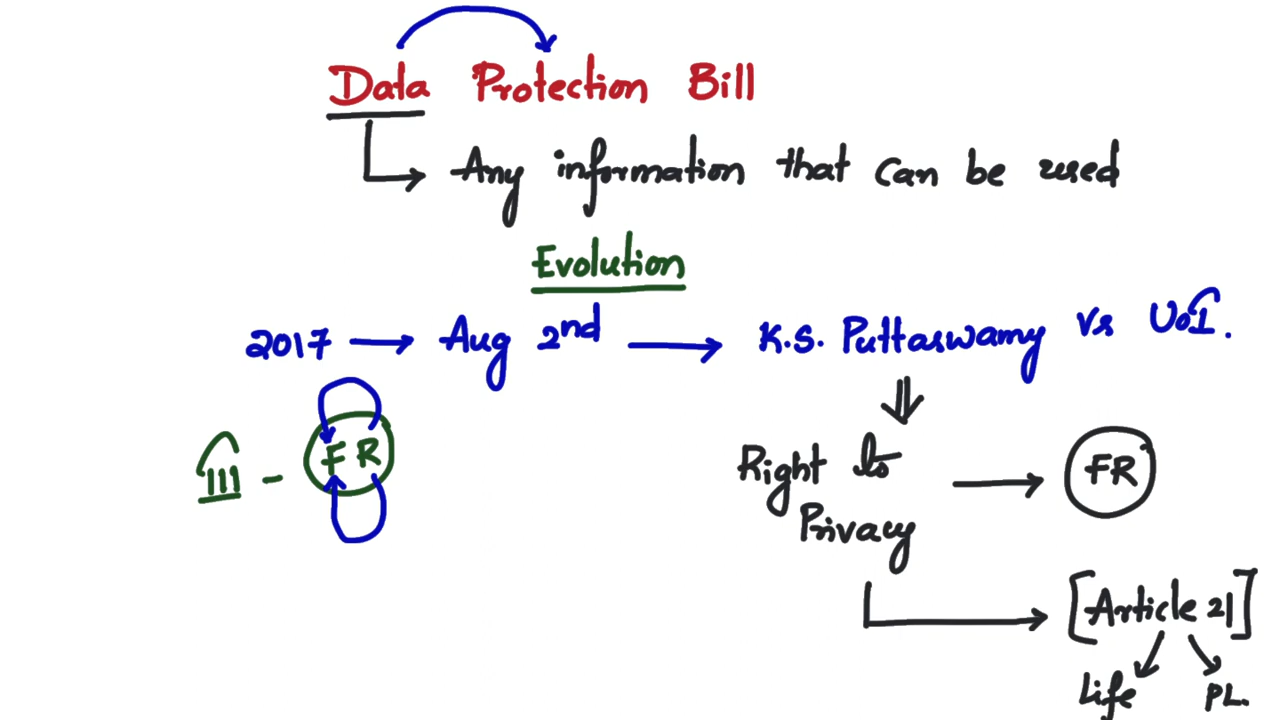 Data Protection Bill
Any information that can be used
Evolution
2017 → Aug 2nd → K.S. Puttaswamy vs UoI.
III - FR
Right to → FR
Privacy
[Article 21]
Life PL.